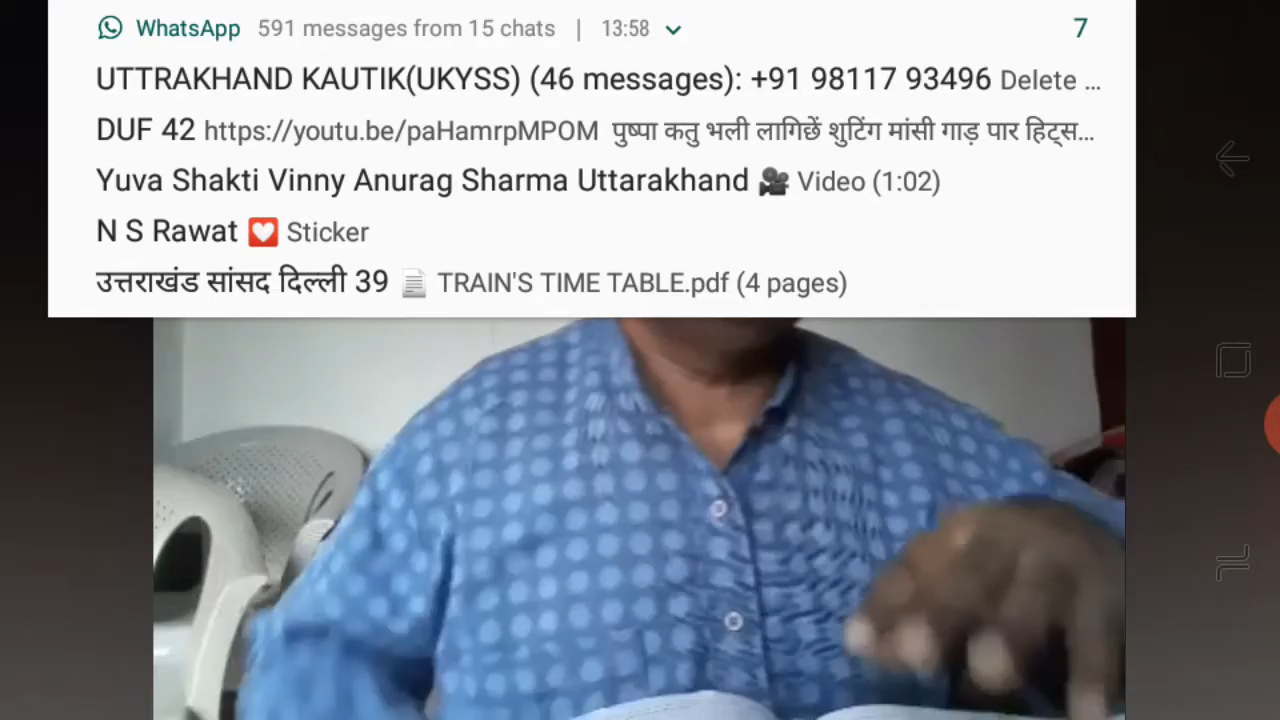 WhatsApp 591 messages from 15 chats | 13:58 7
UTTRAKHAND KAUTIK(UKYSS) (46 messages): +91 98117 93496 Delete ...
DUF 42 https://youtu.be/paHamrpMPOM पुष्पा कतु भली लागिछें शुटिंग मांसी गाड़ पार हिट्स...
Yuva Shakti Vinny Anurag Sharma Uttarakhand 🎥 Video (1:02)
N S Rawat 💟 Sticker
उत्तराखंड सांसद दिल्ली 39 📄 TRAIN'S TIME TABLE.pdf (4 pages)